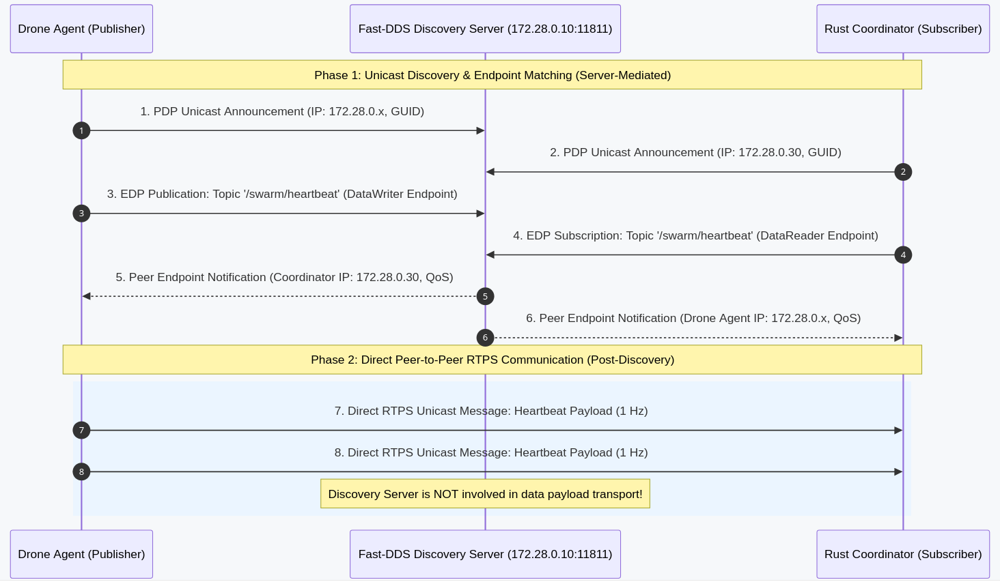 Drone Agent (Publisher)
Fast-DDS Discovery Server (172.28.0.10:11811)
Rust Coordinator (Subscriber)
Phase 1: Unicast Discovery & Endpoint Matching (Server-Mediated)
1. PDP Unicast Announcement (IP: 172.28.0.x, GUID)
1
2. PDP Unicast Announcement (IP: 172.28.0.30, GUID)
2
3. EDP Publication: Topic '/swarm/heartbeat' (DataWriter Endpoint)
3
4. EDP Subscription: Topic '/swarm/heartbeat' (DataReader Endpoint)
4
5. Peer Endpoint Notification (Coordinator IP: 172.28.0.30, QoS)
5
6. Peer Endpoint Notification (Drone Agent IP: 172.28.0.x, QoS)
6
Phase 2: Direct Peer-to-Peer RTPS Communication (Post-Discovery)
7. Direct RTPS Unicast Message: Heartbeat Payload (1 Hz)
7
8. Direct RTPS Unicast Message: Heartbeat Payload (1 Hz)
8
Discovery Server is NOT involved in data payload transport!
Drone Agent (Publisher)
Fast-DDS Discovery Server (172.28.0.10:11811)
Rust Coordinator (Subscriber)